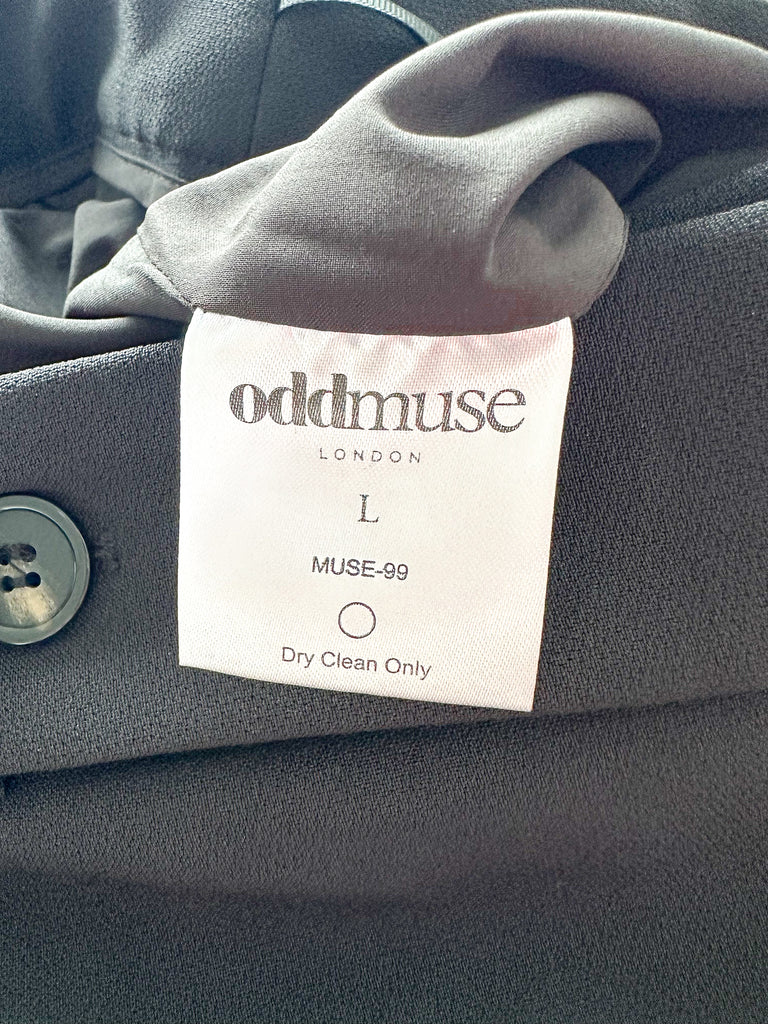 oddmuse
LONDON
L
MUSE-99
Dry Clean Only